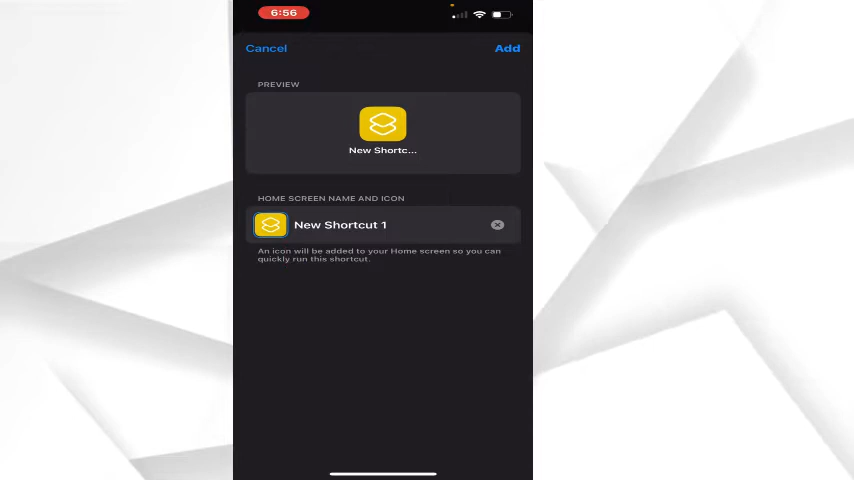 6:56
Cancel
Add
PREVIEW
New Shortc...
HOME SCREEN NAME AND ICON
New Shortcut 1
An icon will be added to your Home screen so you can
quickly run this shortcut.